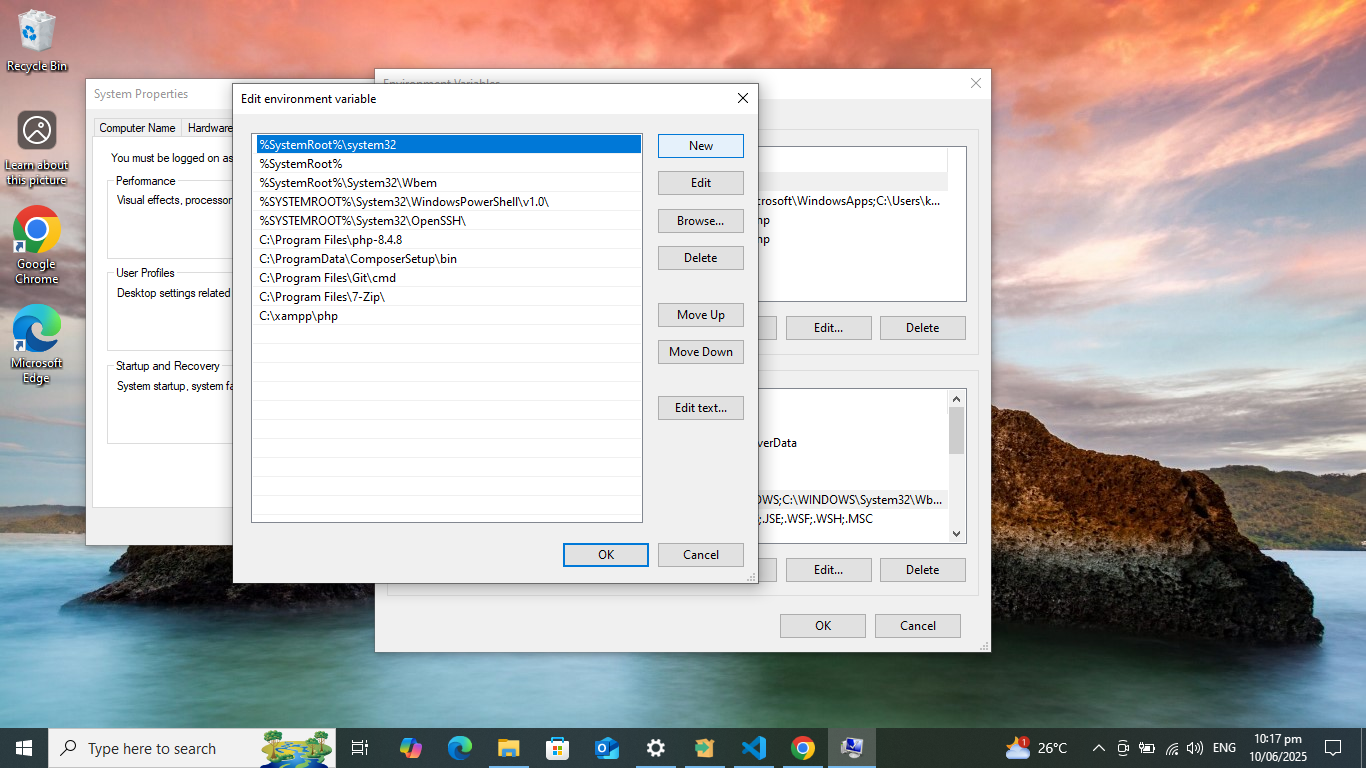 Recycle Bin
Learn about
this picture
Google
Chrome
Microsoft
Edge
System Properties
Computer Name
Hardware
You must be logged on as
Performance
Visual effects, processor
User Profiles
Desktop settings related
Startup and Recovery
System startup, system fa
Environment Variables
Edit environment variable
%SystemRoot%\system32
%SystemRoot%
%SystemRoot%\System32\Wbem
%SYSTEMROOT%\System32\WindowsPowerShell\v1.0\
%SYSTEMROOT%\System32\OpenSSH\
C:\Program Files\php-8.4.8
C:\ProgramData\ComposerSetup\bin
C:\Program Files\Git\cmd
C:\Program Files\7-Zip\
C:\xampp\php
New
Edit
Browse...
Delete
Move Up
Move Down
Edit text...
OK
Cancel
crosoft\WindowsApps;C:\Users\k...
mp
mp
Edit...
Delete
verData
OWS;C:\WINDOWS\System32\Wb...
;.JSE;.WSF;.WSH;.MSC
Edit...
Delete
OK
Cancel
Type here to search
1
26°C
ENG
10:17 pm
10/06/2025